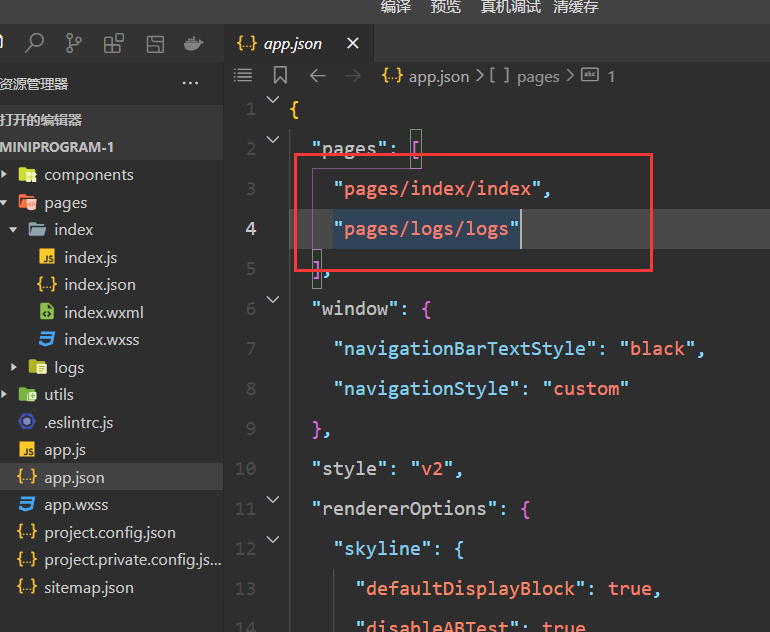 编译 预览 真机调试 清缓存
{..} app.json ×
资源管理器 ···
{..} app.json > [ ] pages > abc 1
打开的编辑器
MINIPROGRAM-1
components
pages
index
JS index.js
{..} index.json
index.wxml
index.wxss
logs
utils
.eslintrc.js
JS app.js
{..} app.json
app.wxss
{..} project.config.json
{..} project.private.config.js...
{..} sitemap.json
1 {
2 "pages": [
3 "pages/index/index",
4 "pages/logs/logs"
5 ],
6 "window": {
7 "navigationBarTextStyle": "black",
8 "navigationStyle": "custom"
9 },
10 "style": "v2",
11 "rendererOptions": {
12 "skyline": {
13 "defaultDisplayBlock": true,
14 "disableABTest": true